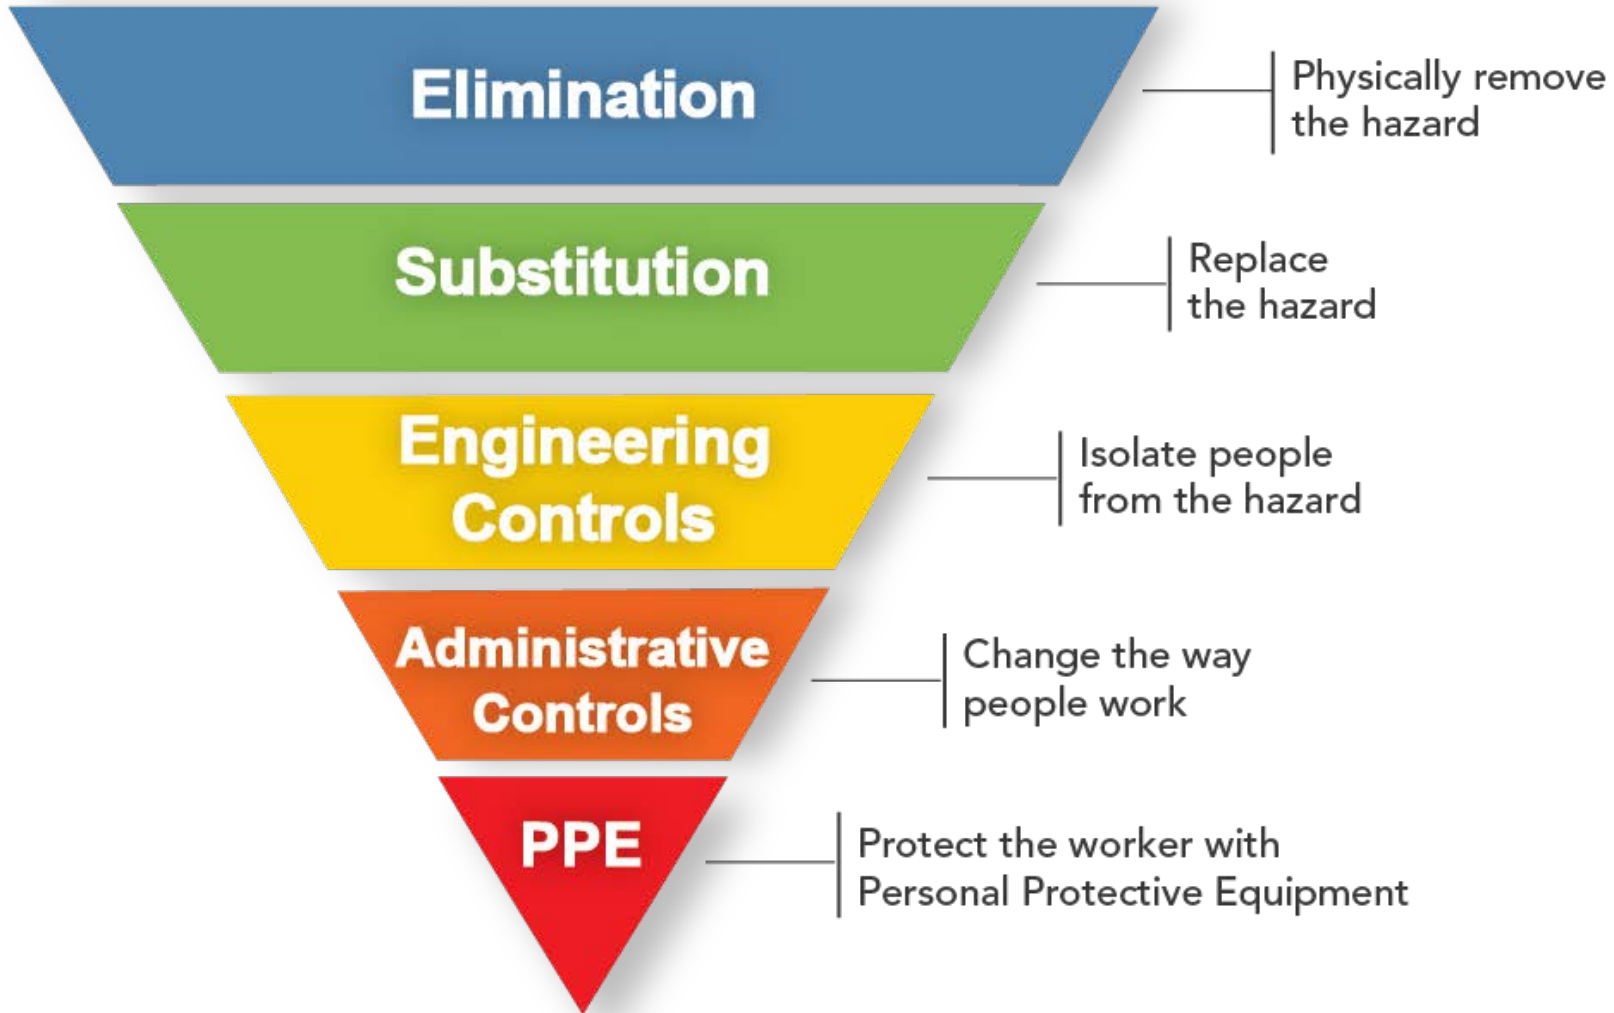 Elimination
Physically remove
the hazard
Substitution
Replace
the hazard
Engineering
Controls
Isolate people
from the hazard
Administrative
Controls
Change the way
people work
PPE
Protect the worker with
Personal Protective Equipment